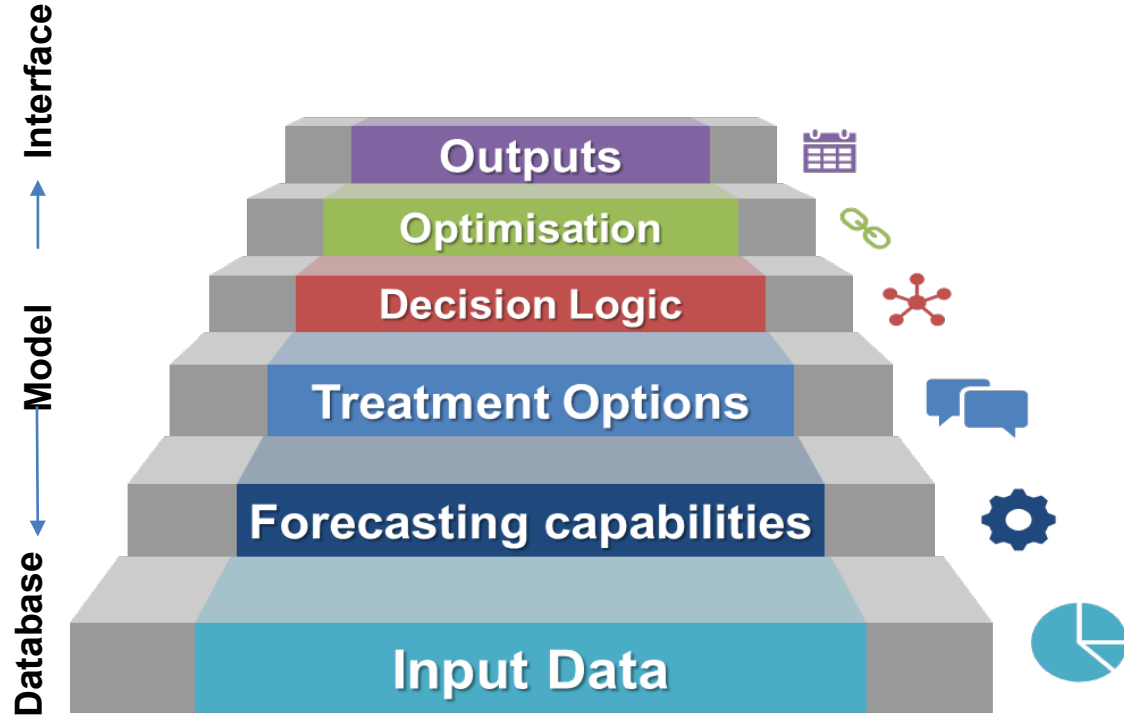 Interface
Model
Database
Outputs
Optimisation
Decision Logic
Treatment Options
Forecasting capabilities
Input Data